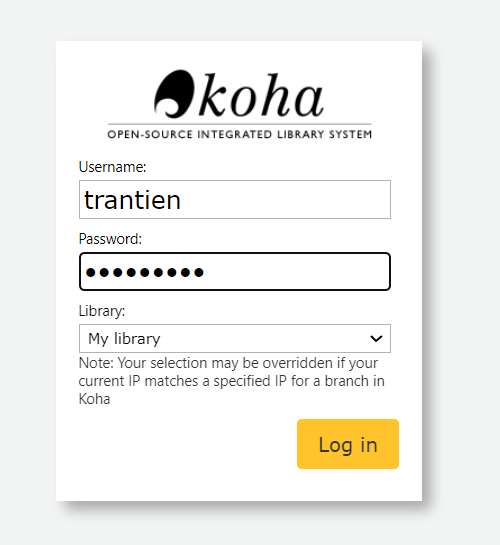 koha
OPEN-SOURCE INTEGRATED LIBRARY SYSTEM
Username:
trantien
Password:
•••••••••
Library:
My library
Note: Your selection may be overridden if your
current IP matches a specified IP for a branch in
Koha
Log in